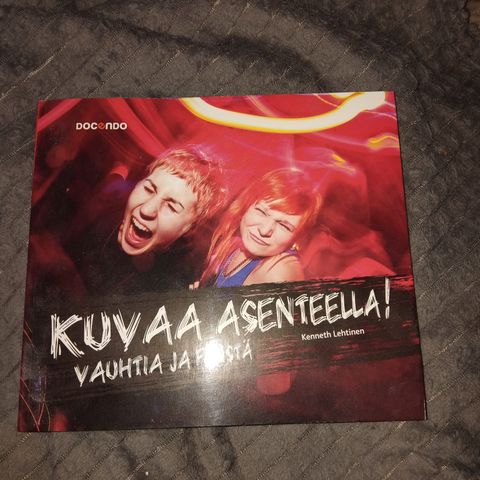 DOCENDO
KUVAA ASENTEELLA!
Kenneth Lehtinen
VAUHTIA JA